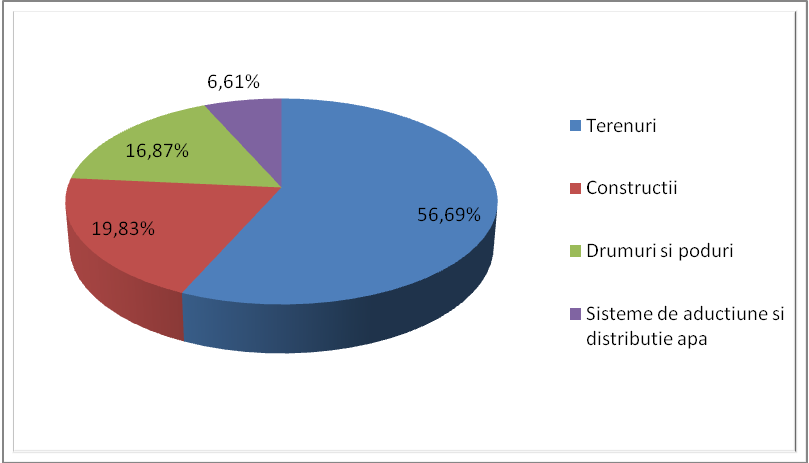 6,61%
16,87%
19,83%
56,69%
Terenuri
Constructii
Drumuri si poduri
Sisteme de aductiune si
distributie apa